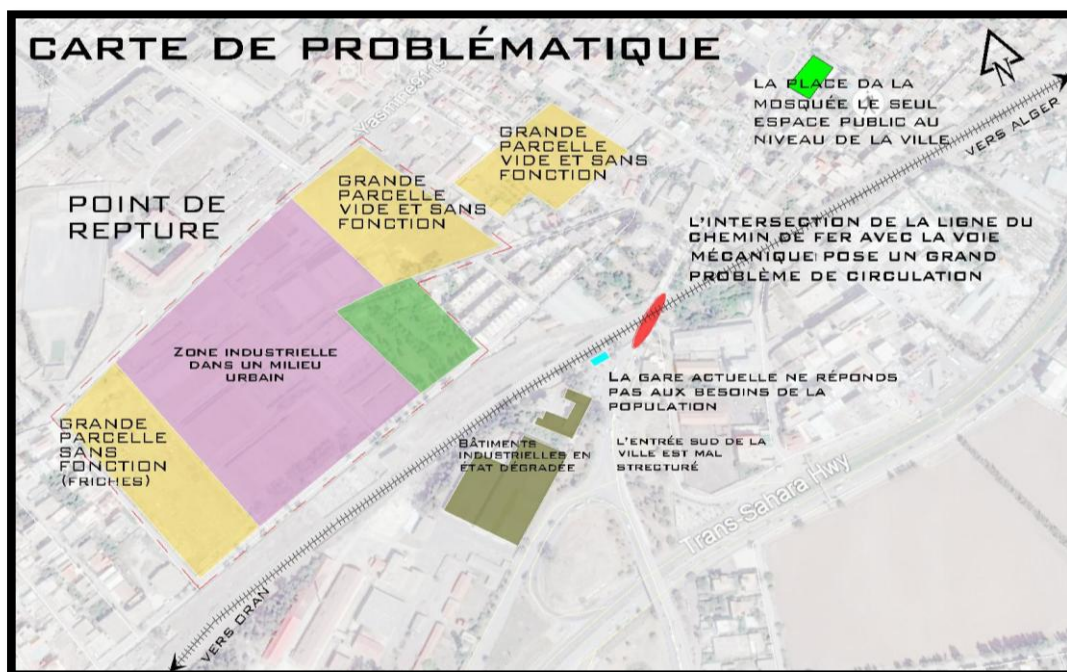 CARTE DE PROBLÉMATIQUE
N
LA PLACE DA LA
MOSQUÉE LE SEUL
ESPACE PUBLIC AU
NIVEAU DE LA VILLE
VERS ALGER
GRANDE
PARCELLE
VIDE ET SANS
FONCTION
GRANDE
PARCELLE
VIDE ET SANS
FONCTION
POINT DE
REPTURE
L'INTERSECTION DE LA LIGNE DU
CHEMIN DE FER AVEC LA VOIE
MÉCANIQUE POSE UN GRAND
PROBLÈME DE CIRCULATION
ZONE INDUSTRIELLE
DANS UN MILIEU
URBAIN
LA GARE ACTUELLE NE RÉPONDS
PAS AUX BESOINS DE LA
POPULATION
GRANDE
PARCELLE
SANS
FONCTION
(FRICHES)
BÂTIMENTS
INDUSTRIELLES EN
ÉTAT DÉGRADÉE
L'ENTRÉE SUD DE LA
VILLE EST MAL
STRECTURÉ
Trans-Sahara Hwy
VERS ORAN